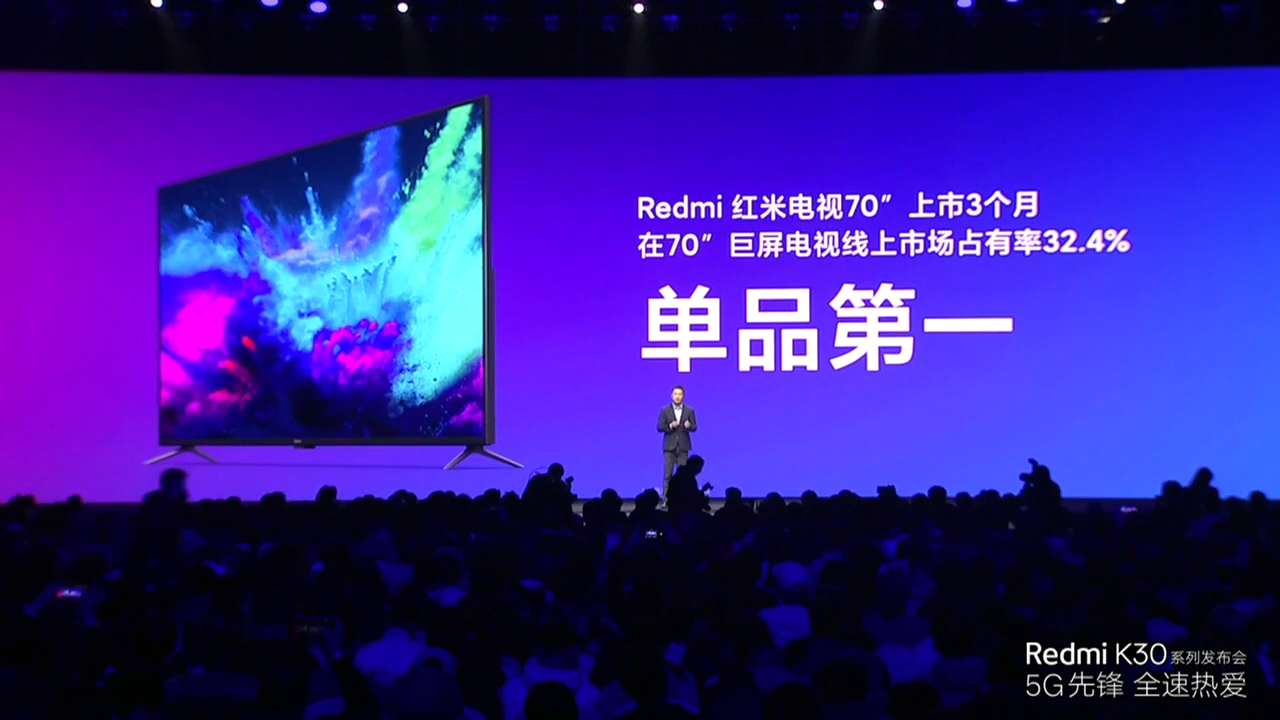 Redmi 红米电视70” 上市3个月
在70” 巨屏电视线上市场占有率32.4%
单品第一
Redmi K30系列发布会
5G先锋 全速热爱